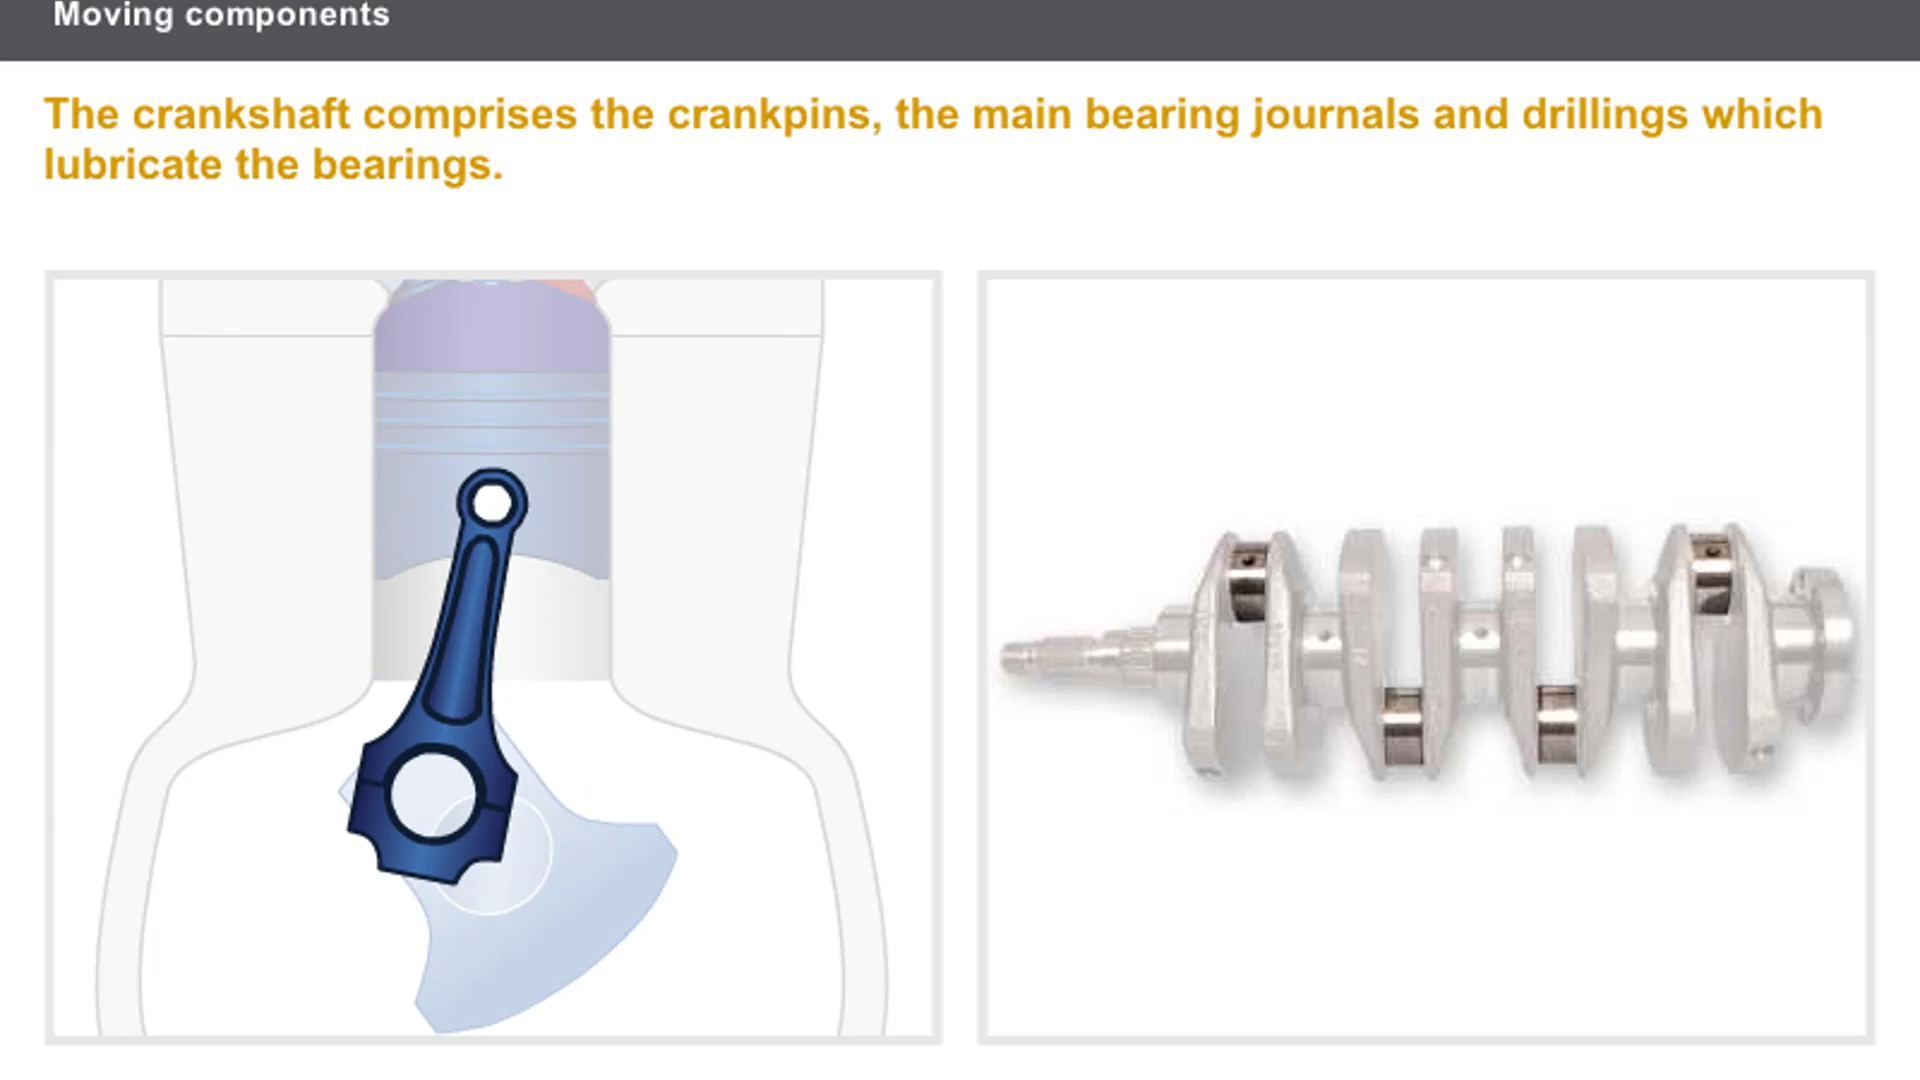 Moving components
The crankshaft comprises the crankpins, the main bearing journals and drillings which
lubricate the bearings.